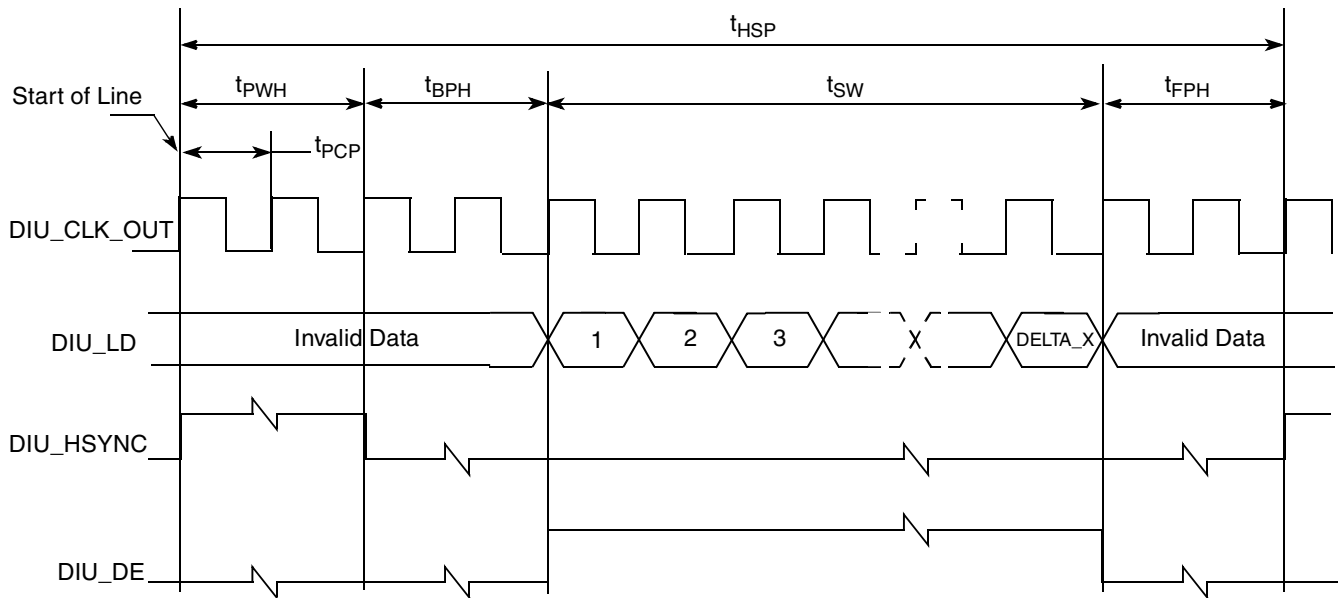 tHSP
tPWH
tBPH
tSW
tFPH
Start of Line
tPCP
DIU_CLK_OUT
DIU_LD
Invalid Data
1
2
3
DELTA_X
Invalid Data
DIU_HSYNC
DIU_DE